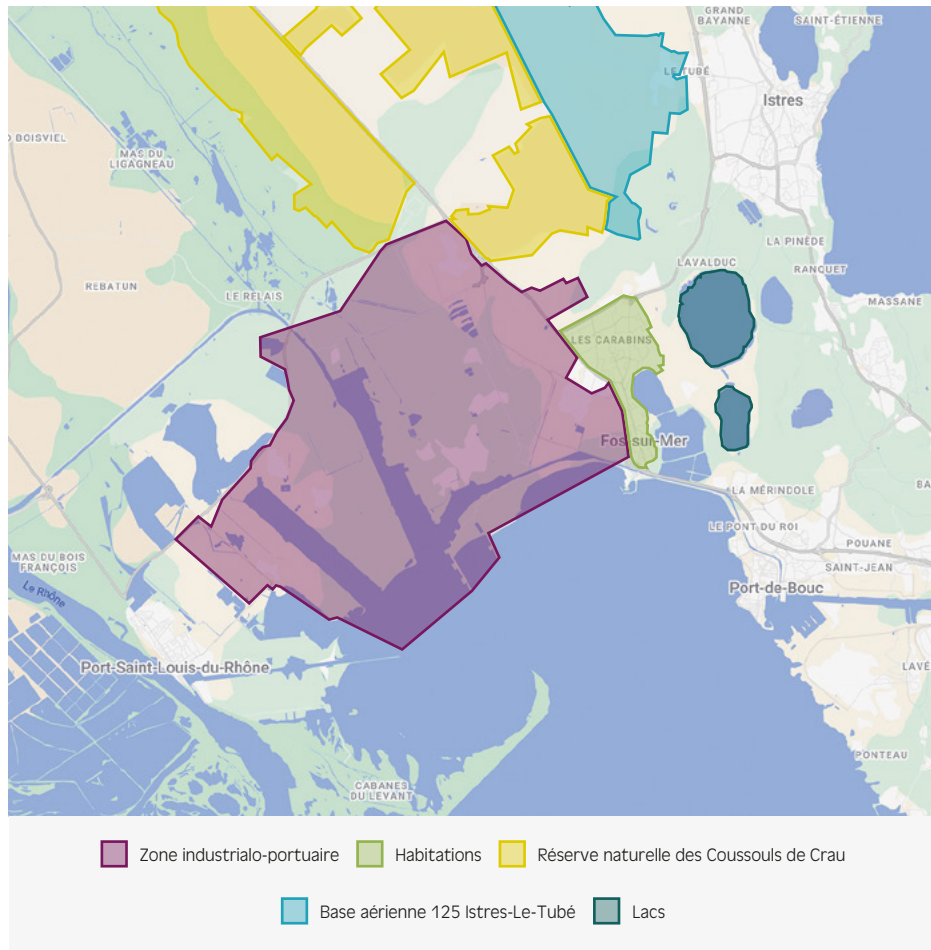 GRAND
BAYANNE
SAINT-ÉTIENNE
LE TUBÉ
Istres
BOISVIEL
MAS DU
LIGAGNEAU
LA PINÈDE
LAVALDUC
RANQUET
REBATUN
LE RELAIS
MASSANE
LES CARABINS
Fos-sur-Mer
LA MÉRINDOLE
BA
LE PONT DU ROI
POUANE
MAS DU BOIS
FRANÇOIS
SAINT-JEAN
Le Rhône
Port-de-Bouc
Port-Saint-Louis-du-Rhône
LAVÉ
PONTEAU
CABANES
DU LEVANT
Zone industrialo-portuaire
Habitations
Réserve naturelle des Coussouls de Crau
Base aérienne 125 Istres-Le-Tubé
Lacs